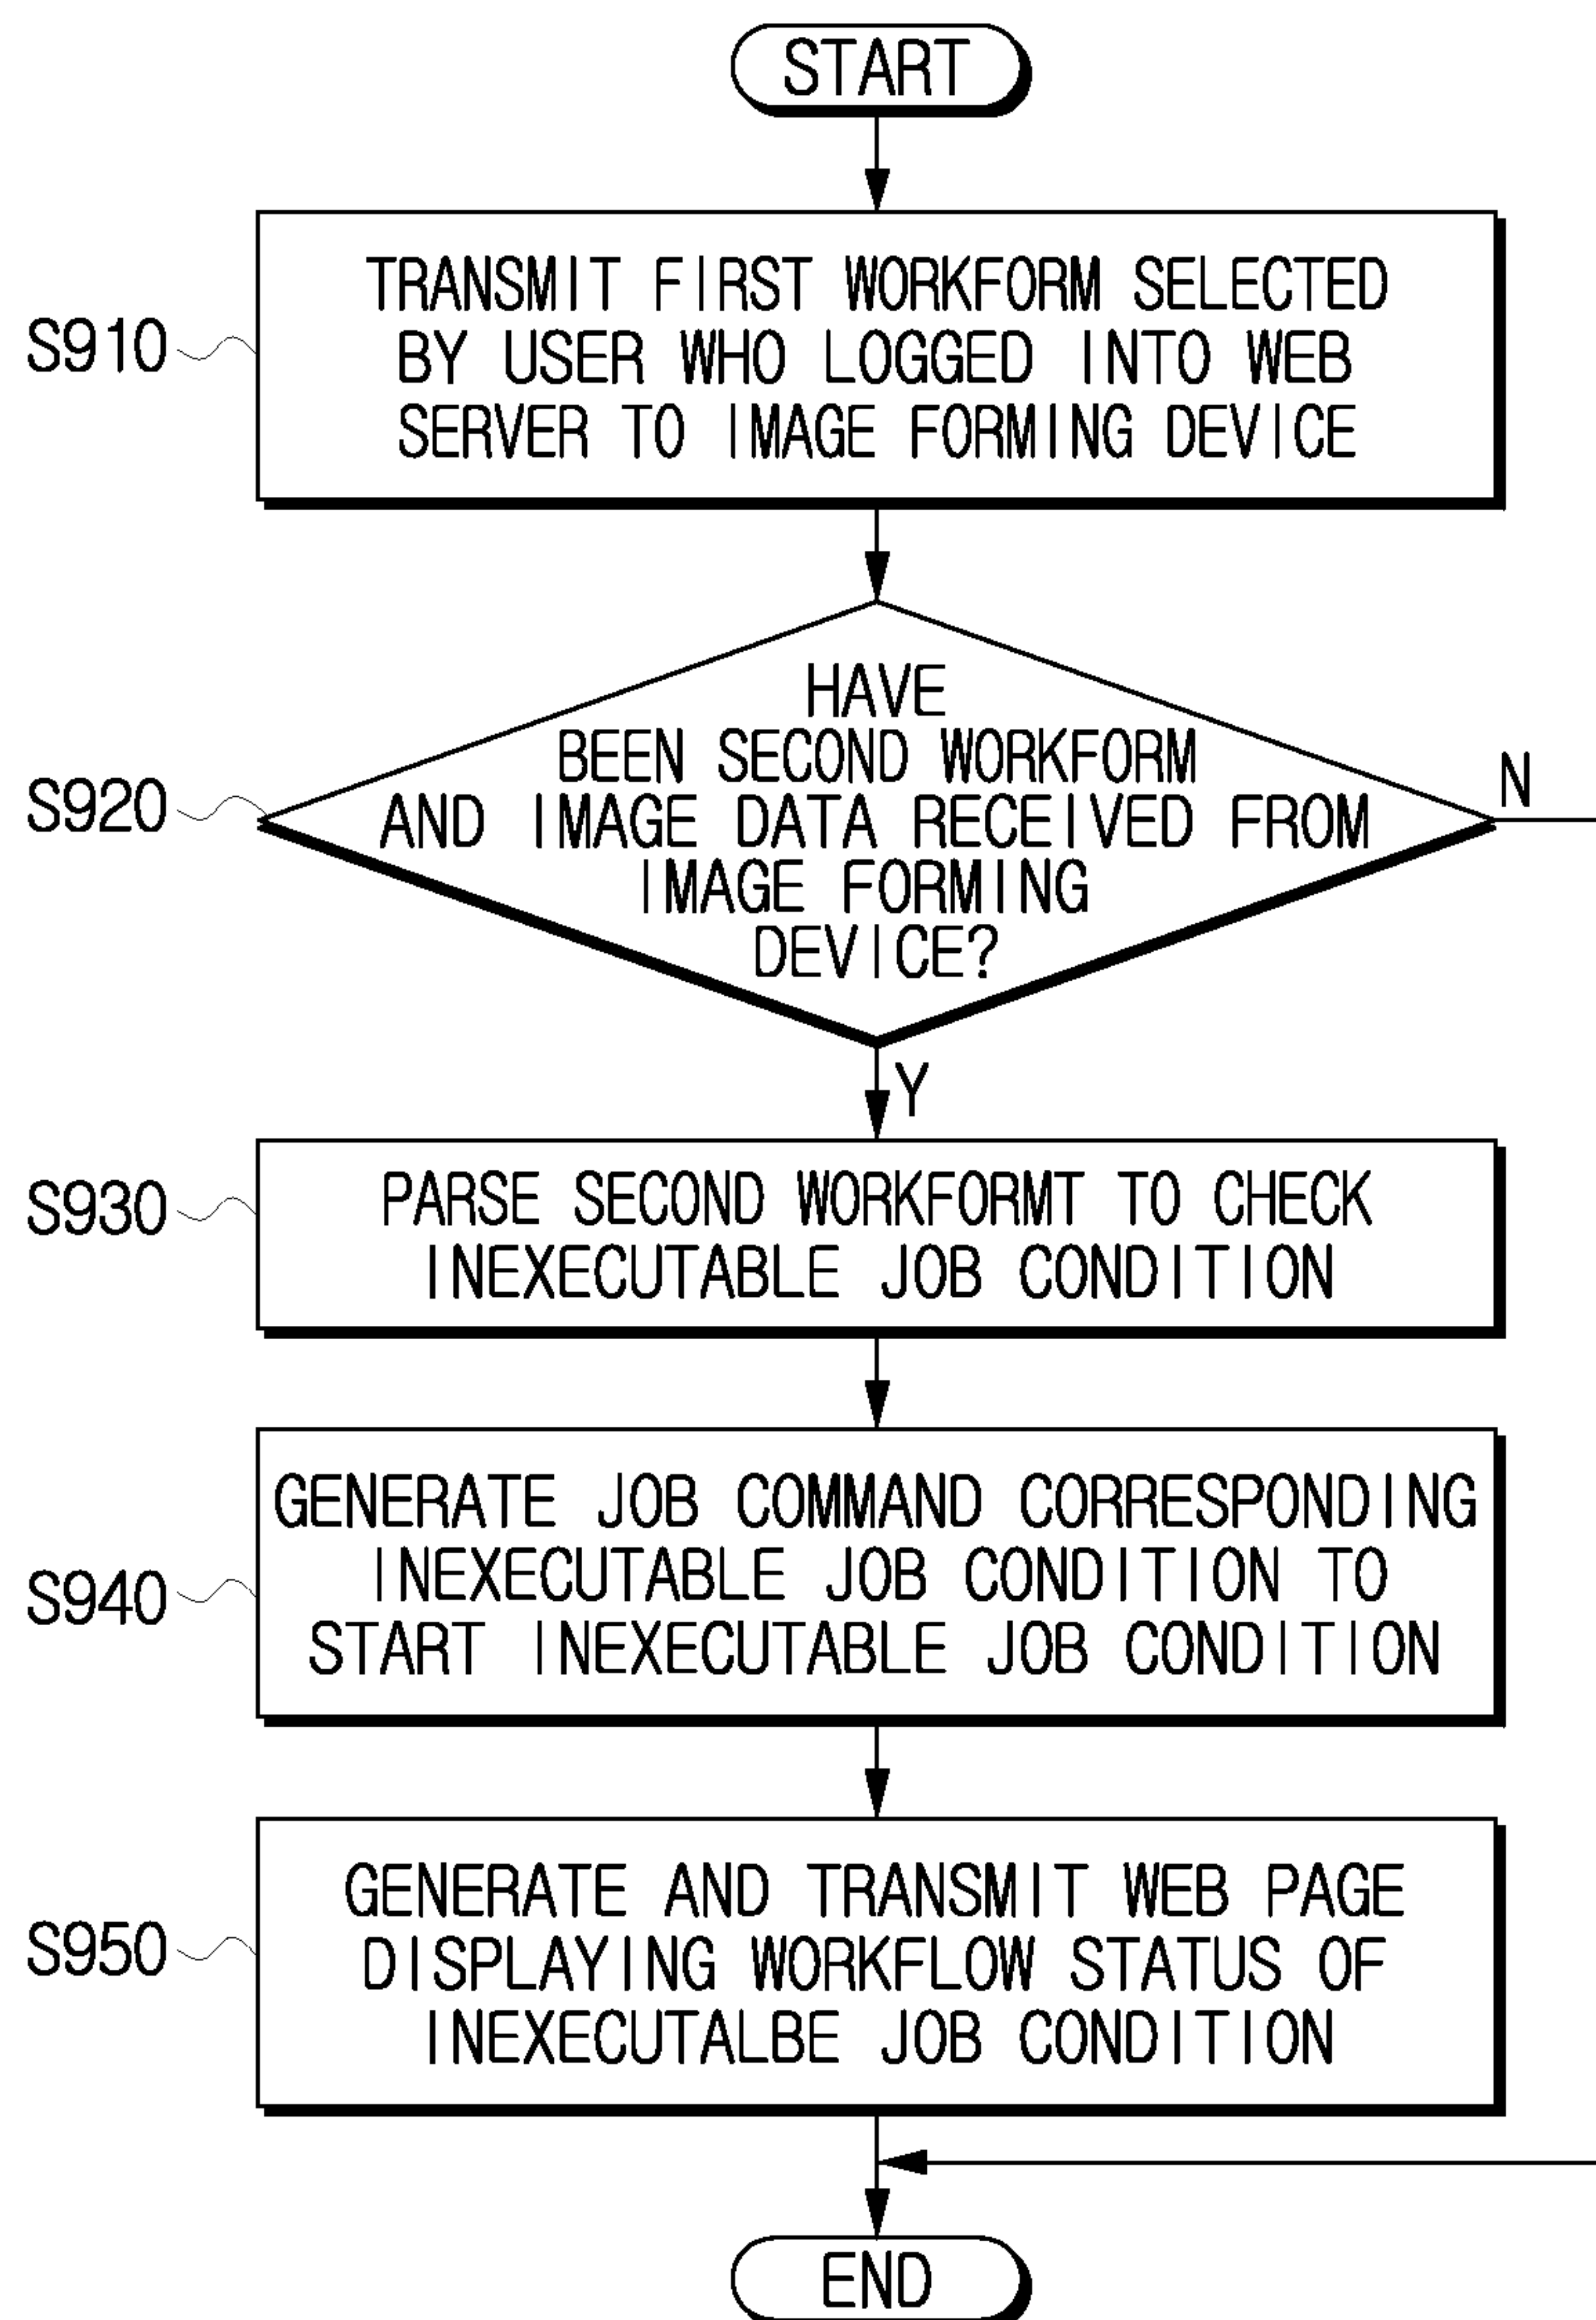 START
S910
TRANSMIT FIRST WORKFORM SELECTED
BY USER WHO LOGGED INTO WEB
SERVER TO IMAGE FORMING DEVICE
S920
HAVE
BEEN SECOND WORKFORM
AND IMAGE DATA RECEIVED FROM
IMAGE FORMING
DEVICE?
N
Y
S930
PARSE SECOND WORKFORMT TO CHECK
INEXECUTABLE JOB CONDITION
S940
GENERATE JOB COMMAND CORRESPONDING
INEXECUTABLE JOB CONDITION TO
START INEXECUTABLE JOB CONDITION
S950
GENERATE AND TRANSMIT WEB PAGE
DISPLAYING WORKFLOW STATUS OF
INEXECUTALBE JOB CONDITION
END